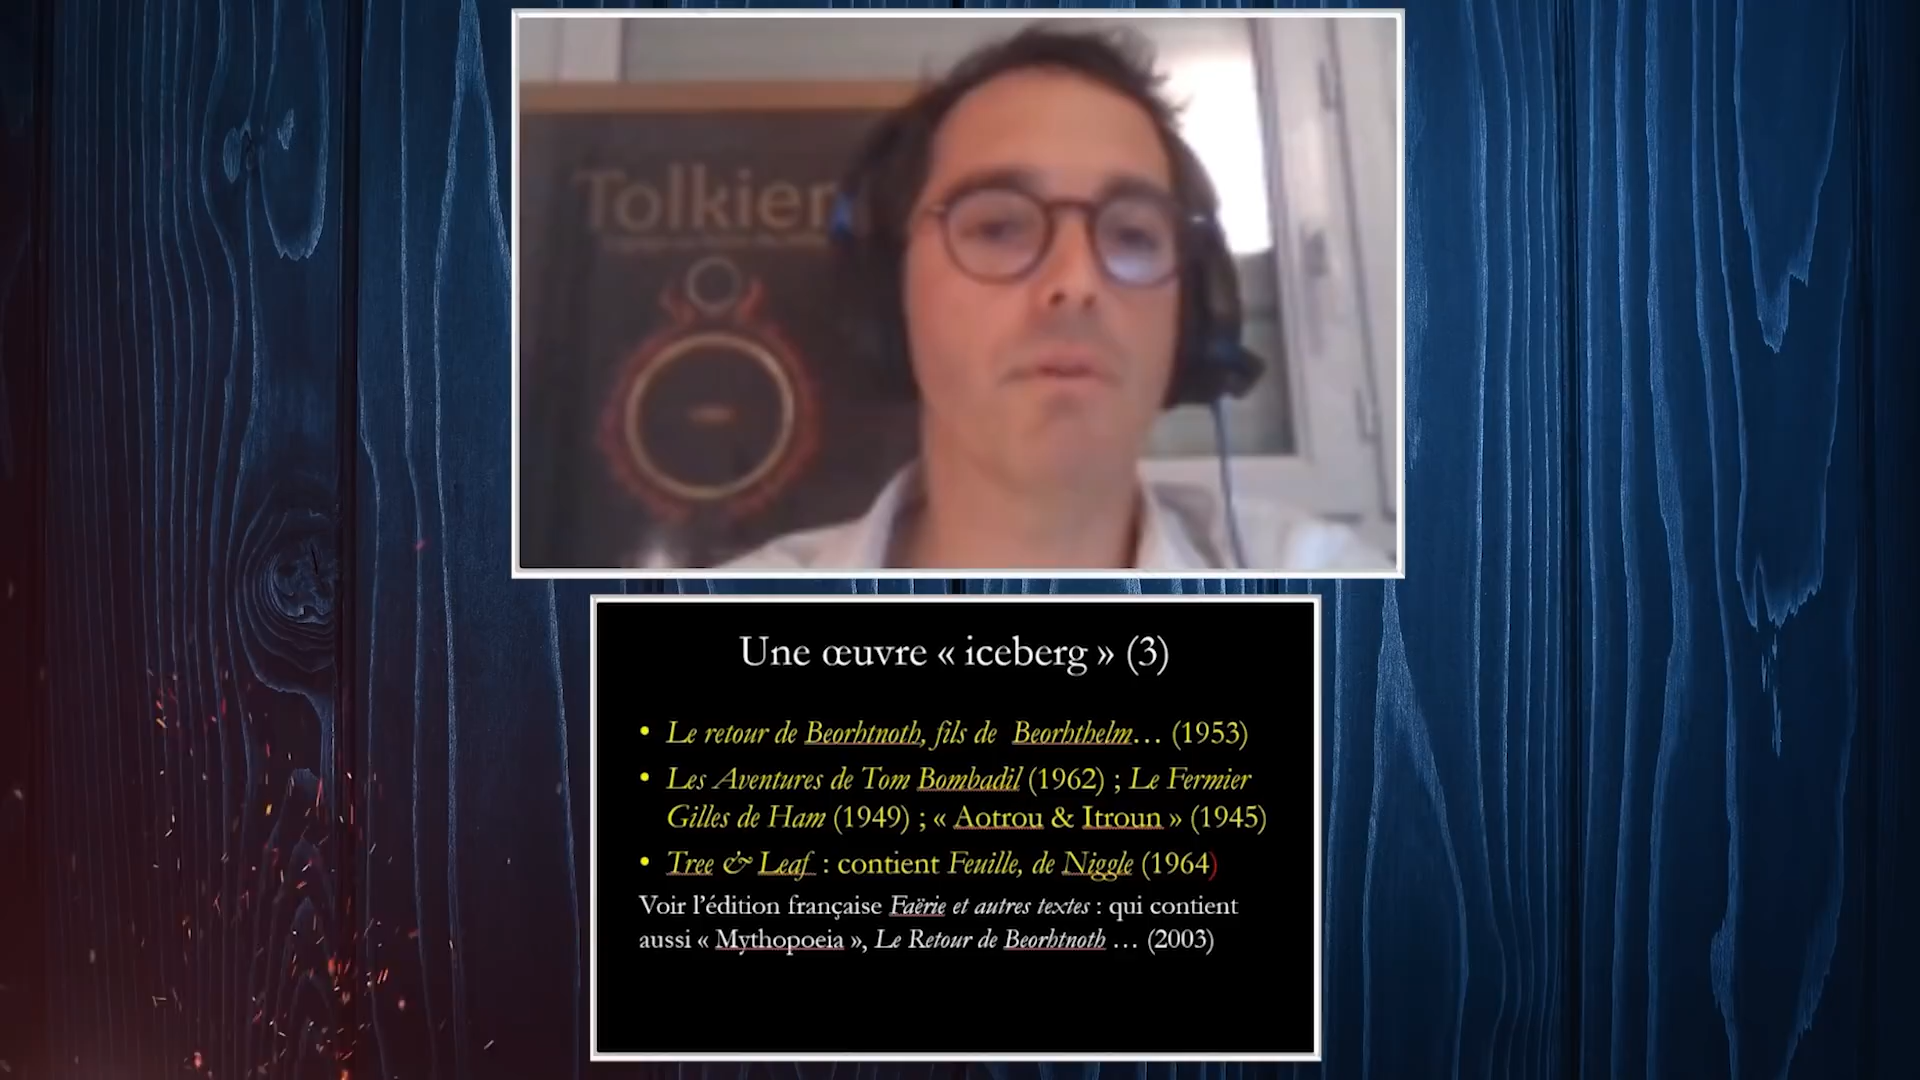 Tolkien
Une œuvre « iceberg » (3)
• Le retour de Beorhtnoth, fils de Beorhthelm… (1953)
• Les Aventures de Tom Bombadil (1962) ; Le Fermier
Gilles de Ham (1949) ; « Aotrou & Itroun » (1945)
• Tree & Leaf : contient Feuille, de Niggle (1964)
Voir l’édition française Faërie et autres textes : qui contient
aussi « Mythopoeia », Le Retour de Beorhtnoth … (2003)